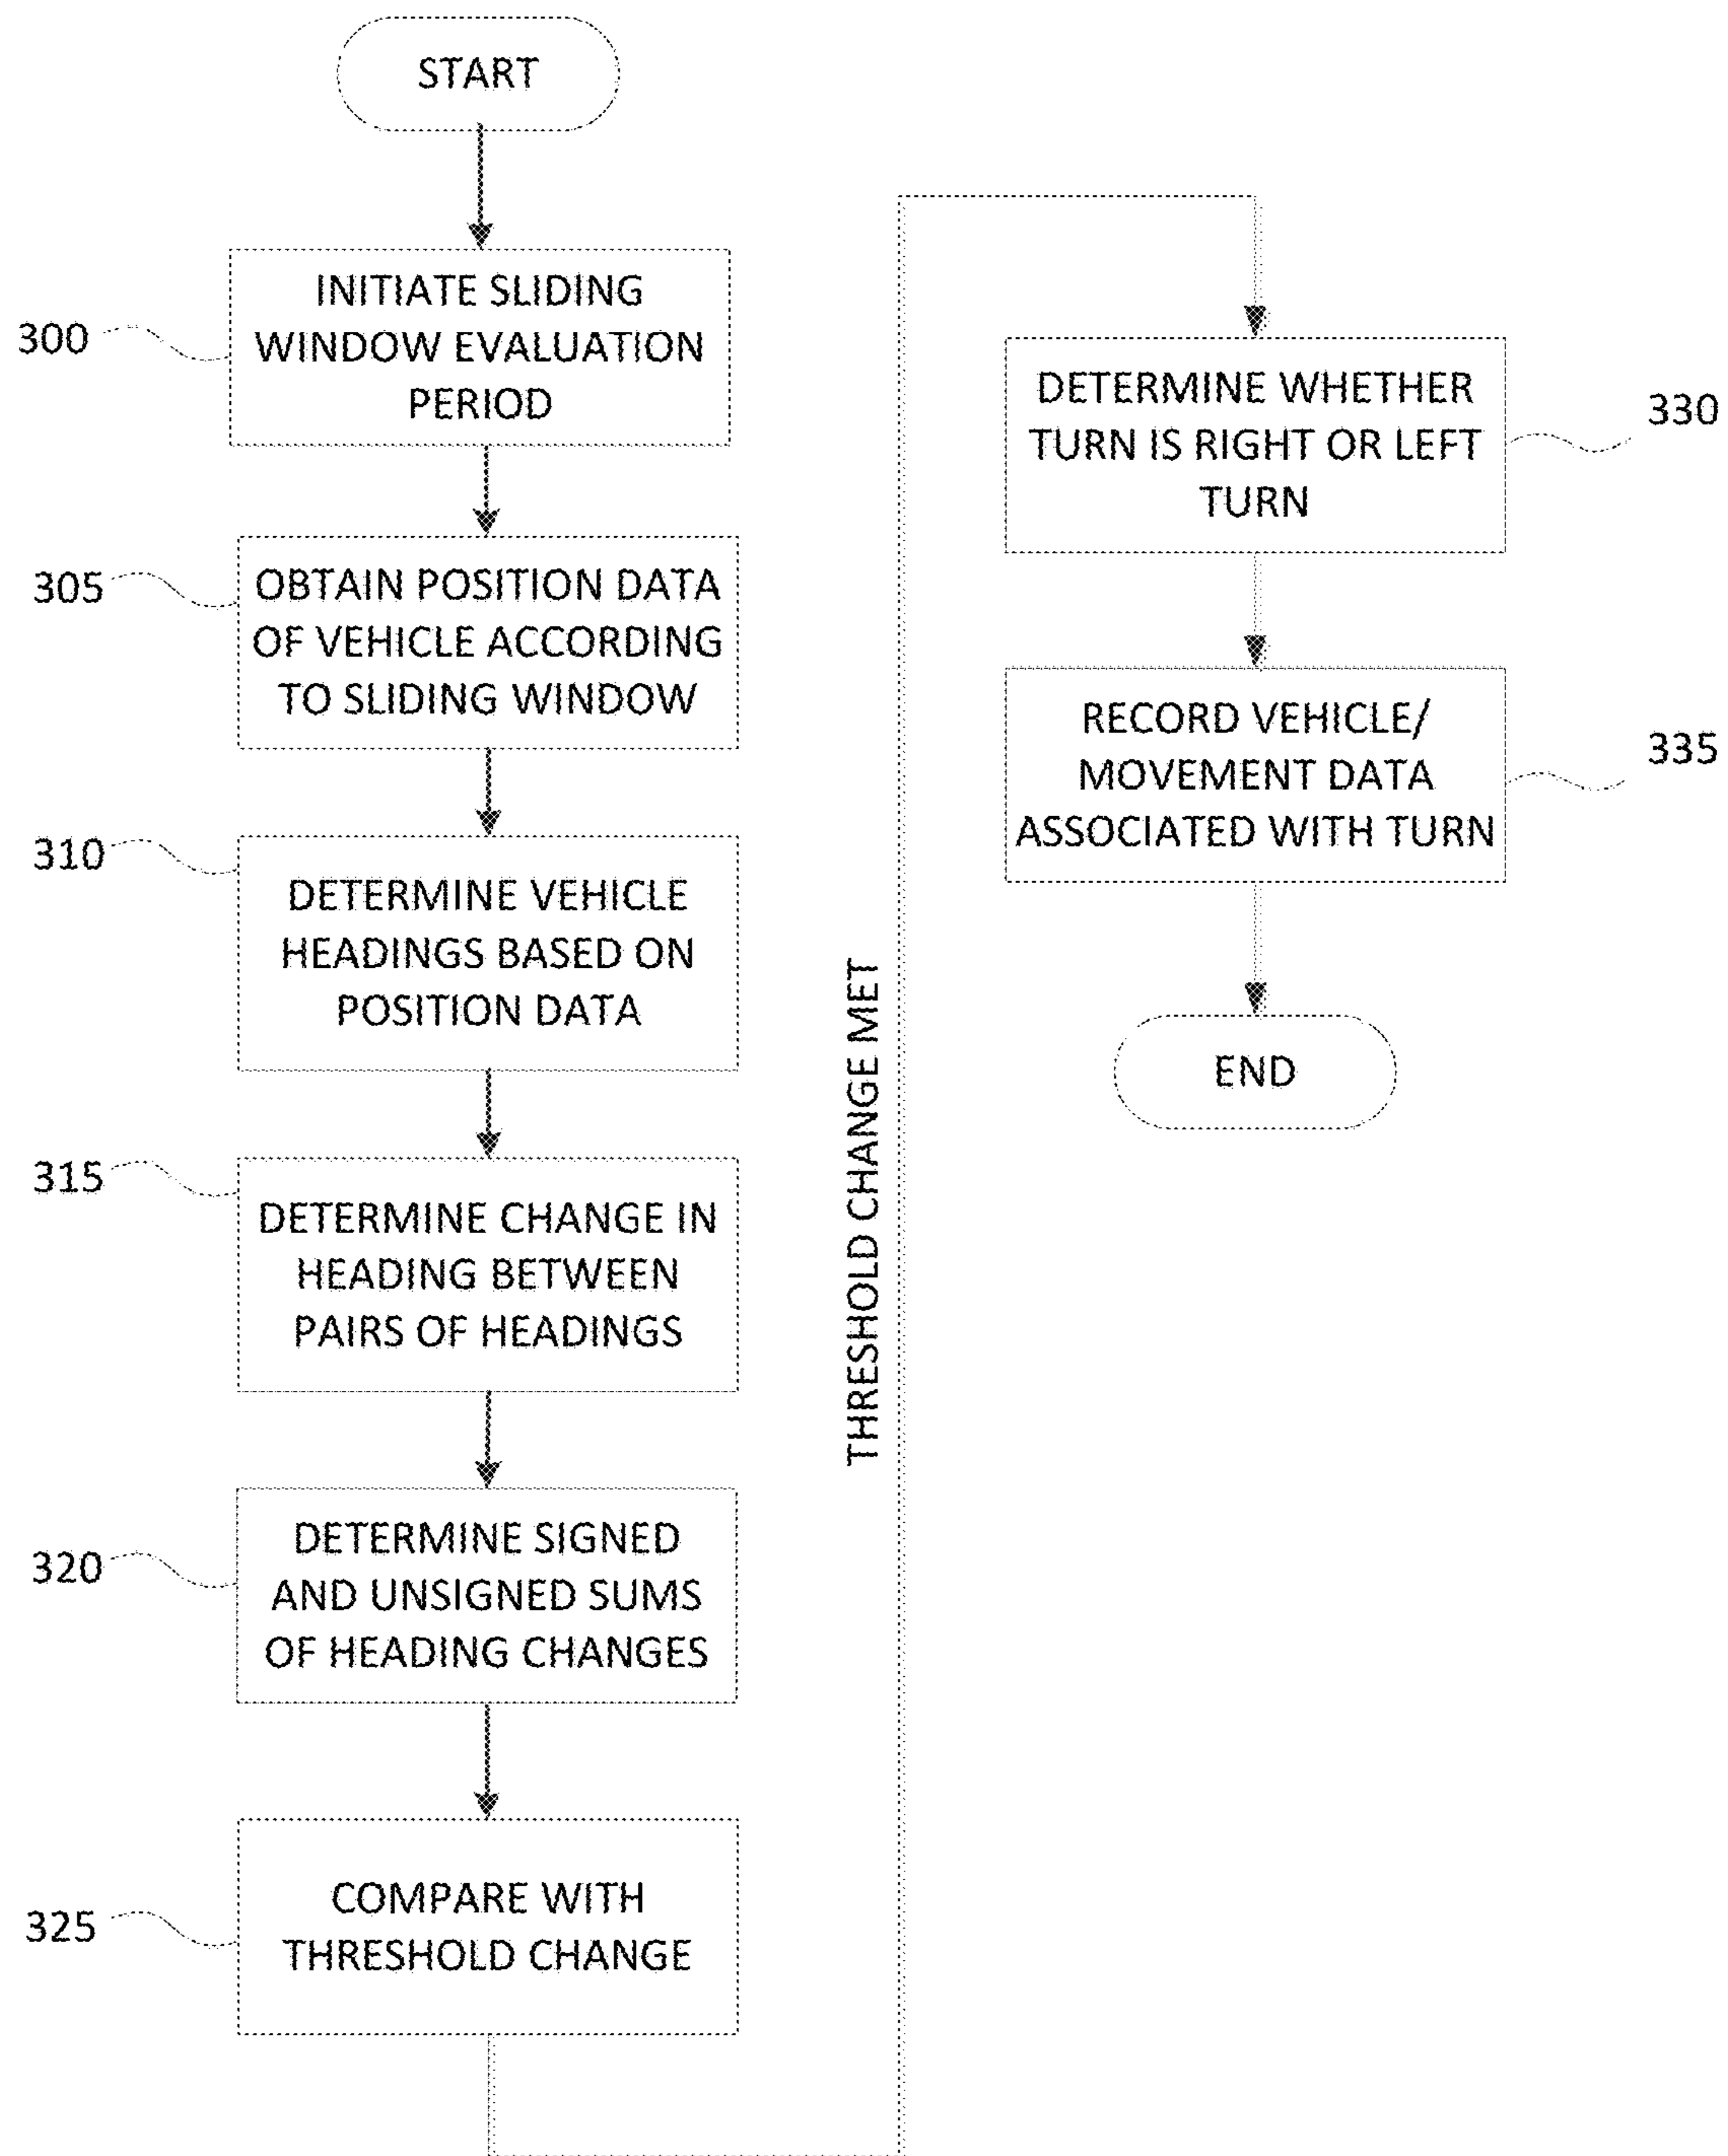 START
300
INITIATE SLIDING
WINDOW EVALUATION
PERIOD
305
OBTAIN POSITION DATA
OF VEHICLE ACCORDING
TO SLIDING WINDOW
310
DETERMINE VEHICLE
HEADINGS BASED ON
POSITION DATA
315
DETERMINE CHANGE IN
HEADING BETWEEN
PAIRS OF HEADINGS
320
DETERMINE SIGNED
AND UNSIGNED SUMS
OF HEADING CHANGES
325
COMPARE WITH
THRESHOLD CHANGE
THRESHOLD CHANGE MET
DETERMINE WHETHER
TURN IS RIGHT OR LEFT
TURN
330
RECORD VEHICLE/
MOVEMENT DATA
ASSOCIATED WITH TURN
335
END